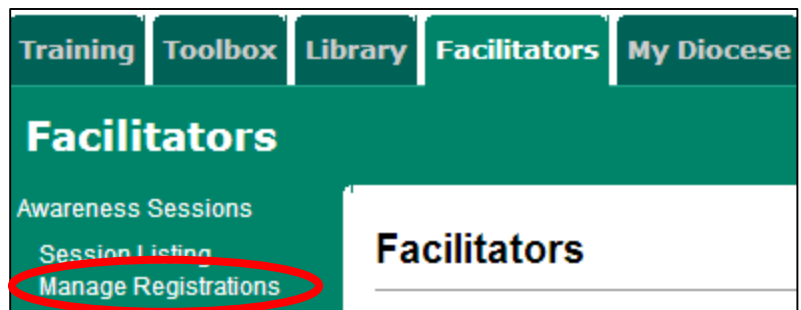 Training Toolbox Library Facilitators My Diocese
Facilitators
Awareness Sessions
Session Listing
Manage Registrations
Facilitators